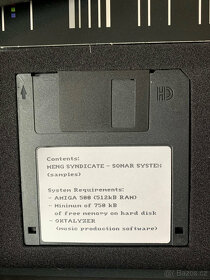 HD
Contents:
MENG SYNDICATE - SONAR SYSTEM
(samples)
System Requirements:
- AMIGA 500 (512kB RAM)
- Minimum of 750 kB
of free memory on hard disk
- OKTALYZER
(music production software)